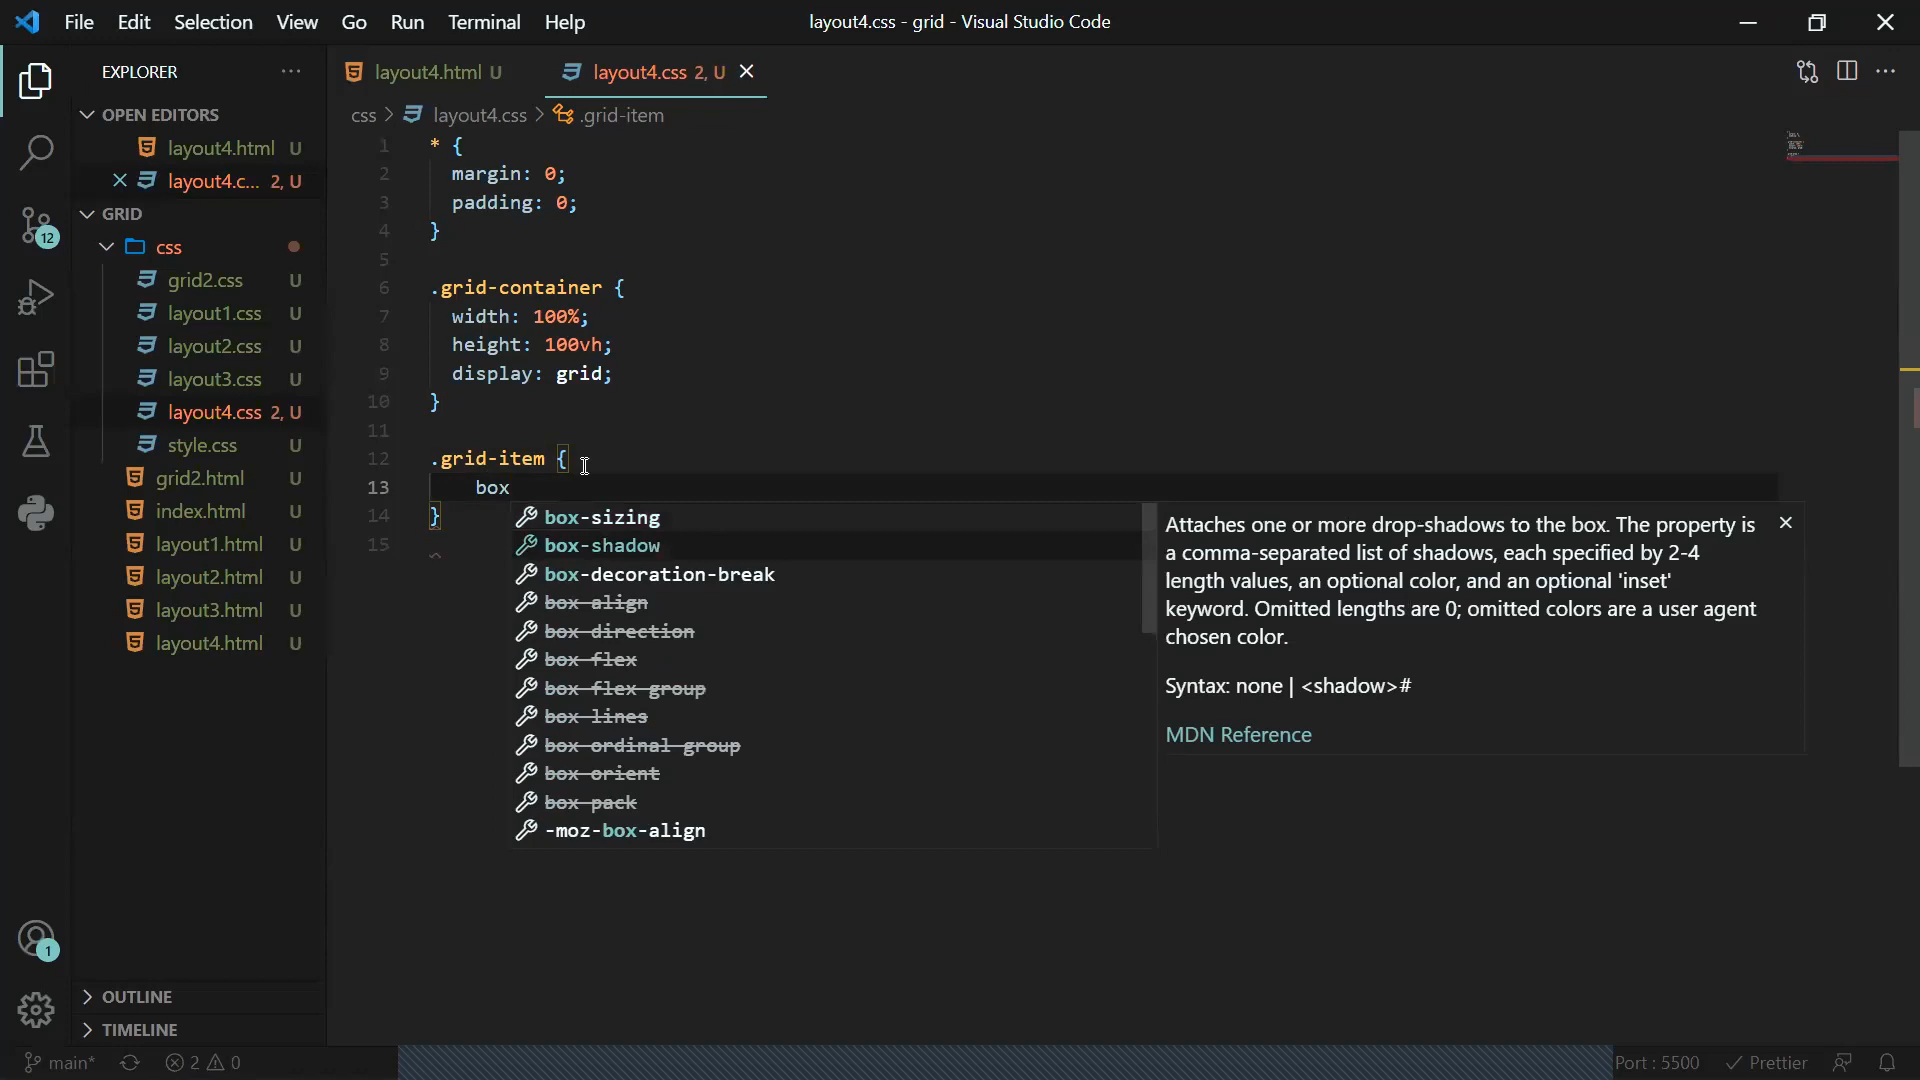 File Edit Selection View Go Run Terminal Help
layout4.css - grid - Visual Studio Code
EXPLORER
OPEN EDITORS
layout4.html U
layout4.c... 2, U
GRID
css
grid2.css U
layout1.css U
layout2.css U
layout3.css U
layout4.css 2, U
style.css U
grid2.html U
index.html U
layout1.html U
layout2.html U
layout3.html U
layout4.html U
OUTLINE
TIMELINE
12
1
layout4.html U
layout4.css 2, U
css > layout4.css > .grid-item
1 * {
2 margin: 0;
3 padding: 0;
4 }
5
6 .grid-container {
7 width: 100%;
8 height: 100vh;
9 display: grid;
10 }
11
12 .grid-item {
13 box
14 }
15
box-sizing
box-shadow
box-decoration-break
box-align
box-direction
box-flex
box-flex-group
box-lines
box-ordinal-group
box-orient
box-pack
-moz-box-align
Attaches one or more drop-shadows to the box. The property is
a comma-separated list of shadows, each specified by 2-4
length values, an optional color, and an optional 'inset'
keyword. Omitted lengths are 0; omitted colors are a user agent
chosen color.
Syntax: none | <shadow>#
MDN Reference
main* 2 0
Port : 5500 Prettier